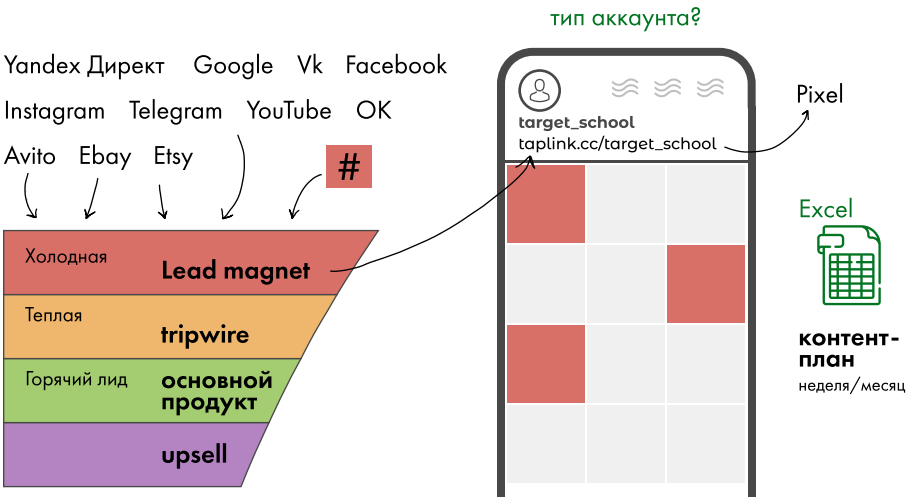 тип аккаунта?
Yandex Директ Google Vk Facebook
Instagram Telegram YouTube OK
Avito Ebay Etsy
#
Холодная
Lead magnet
Теплая
tripwire
Горячий лид
основной
продукт
upsell
target_school
taplink.cc/target_school
Pixel
Excel
контент-
план
неделя/месяц